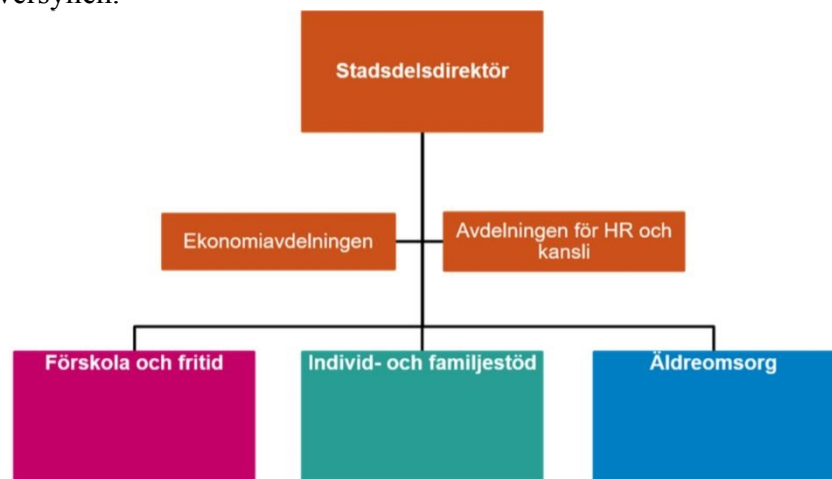 Stadsdelsdirektör
Ekonomiavdelningen
Avdelningen för HR och
kansli
Förskola och fritid
Individ- och familjestöd
Äldreomsorg